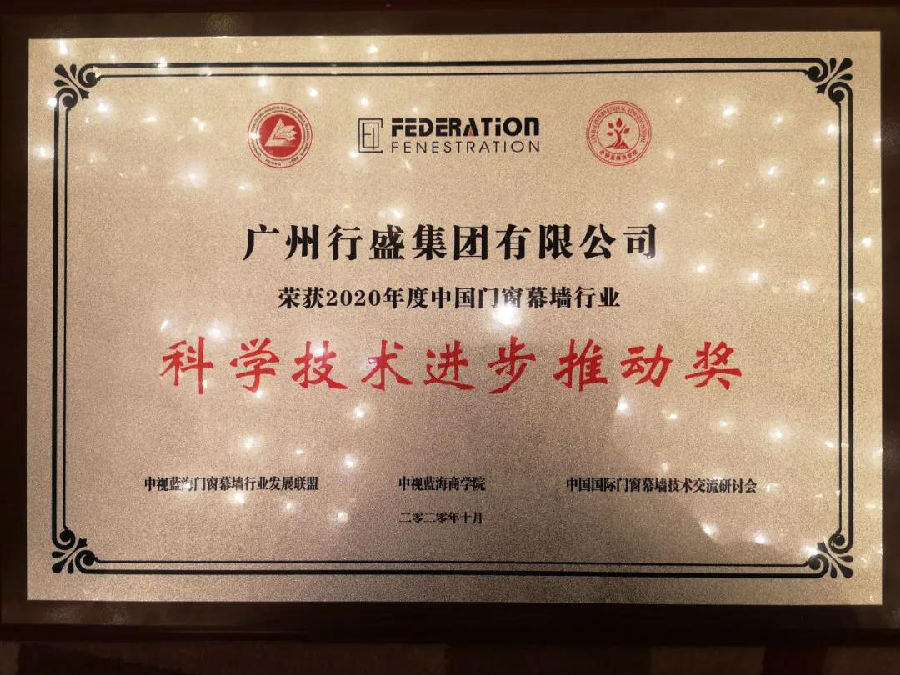 FEDERATION
FENESTRATION
广州行盛集团有限公司
荣获2020年度中国门窗幕墙行业
科学技术进步推动奖
中视蓝海门窗幕墙行业发展联盟
中视蓝海商学院
中国国际门窗幕墙技术交流研讨会
二零二零年十月